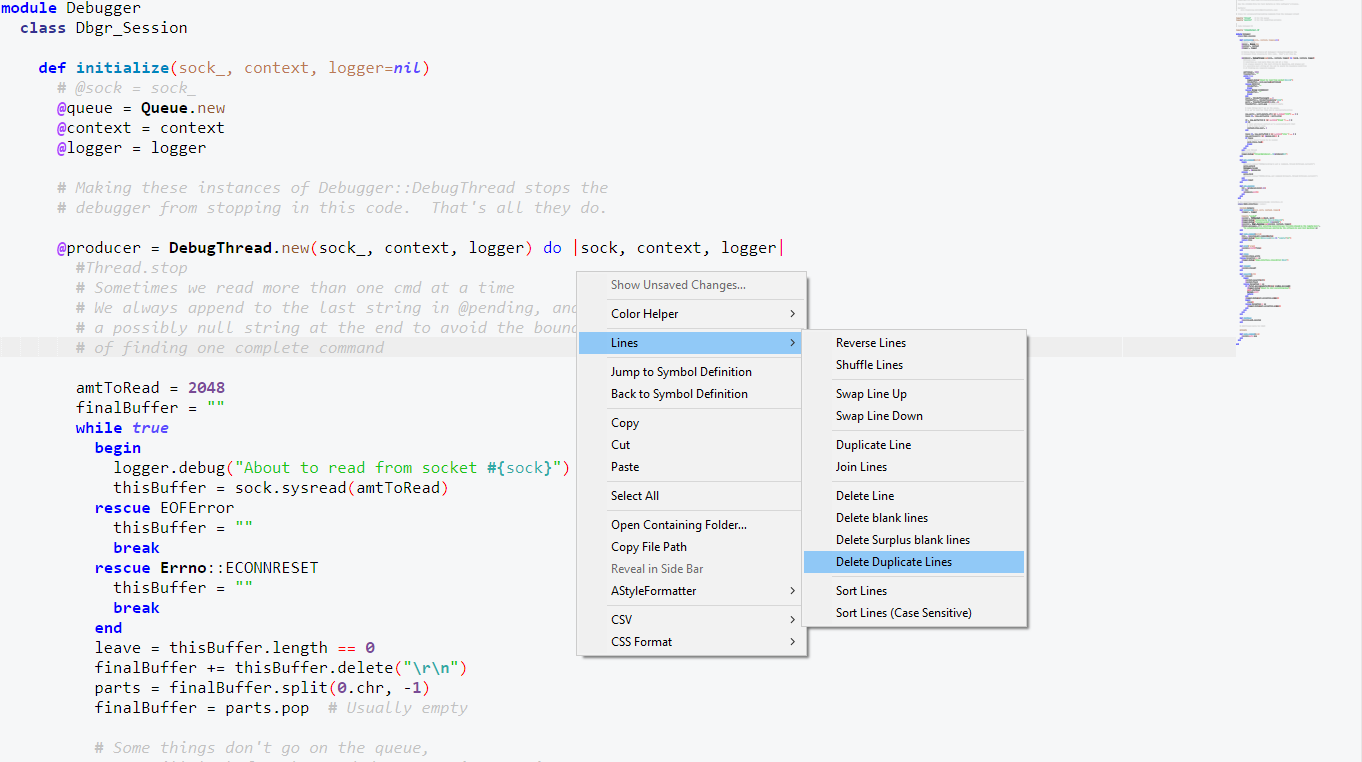 module Debugger
class Dbgr_Session
def initialize(sock_, context, logger=nil)
# @sock = sock_
@queue = Queue.new
@context = context
@logger = logger
# Making these instances of Debugger::DebugThread stops the
# debugger from stopping in this code.  That's all they do.
@producer = DebugThread.new(sock_, context, logger) do |sock, context, logger|
#Thread.stop
# Sometimes we read more than one cmd at a time
# We always append to the last string in @pending, and
# a possibly null string at the end to avoid the
# of finding one complete command
amtToRead = 2048
finalBuffer = ""
while true
begin
logger.debug("About to read from socket #{sock}")
thisBuffer = sock.sysread(amtToRead)
rescue EOFError
thisBuffer = ""
break
rescue Errno::ECONNRESET
thisBuffer = ""
break
end
leave = thisBuffer.length == 0
finalBuffer += thisBuffer.delete("\r\n")
parts = finalBuffer.split(0.chr, -1)
finalBuffer = parts.pop  # Usually empty
# Some things don't go on the queue,
Show Unsaved Changes...
Color Helper
Lines
Jump to Symbol Definition
Back to Symbol Definition
Copy
Cut
Paste
Select All
Open Containing Folder...
Copy File Path
Reveal in Side Bar
AStyleFormatter
CSV
CSS Format
Reverse Lines
Shuffle Lines
Swap Line Up
Swap Line Down
Duplicate Line
Join Lines
Delete Line
Delete blank lines
Delete Surplus blank lines
Delete Duplicate Lines
Sort Lines
Sort Lines (Case Sensitive)